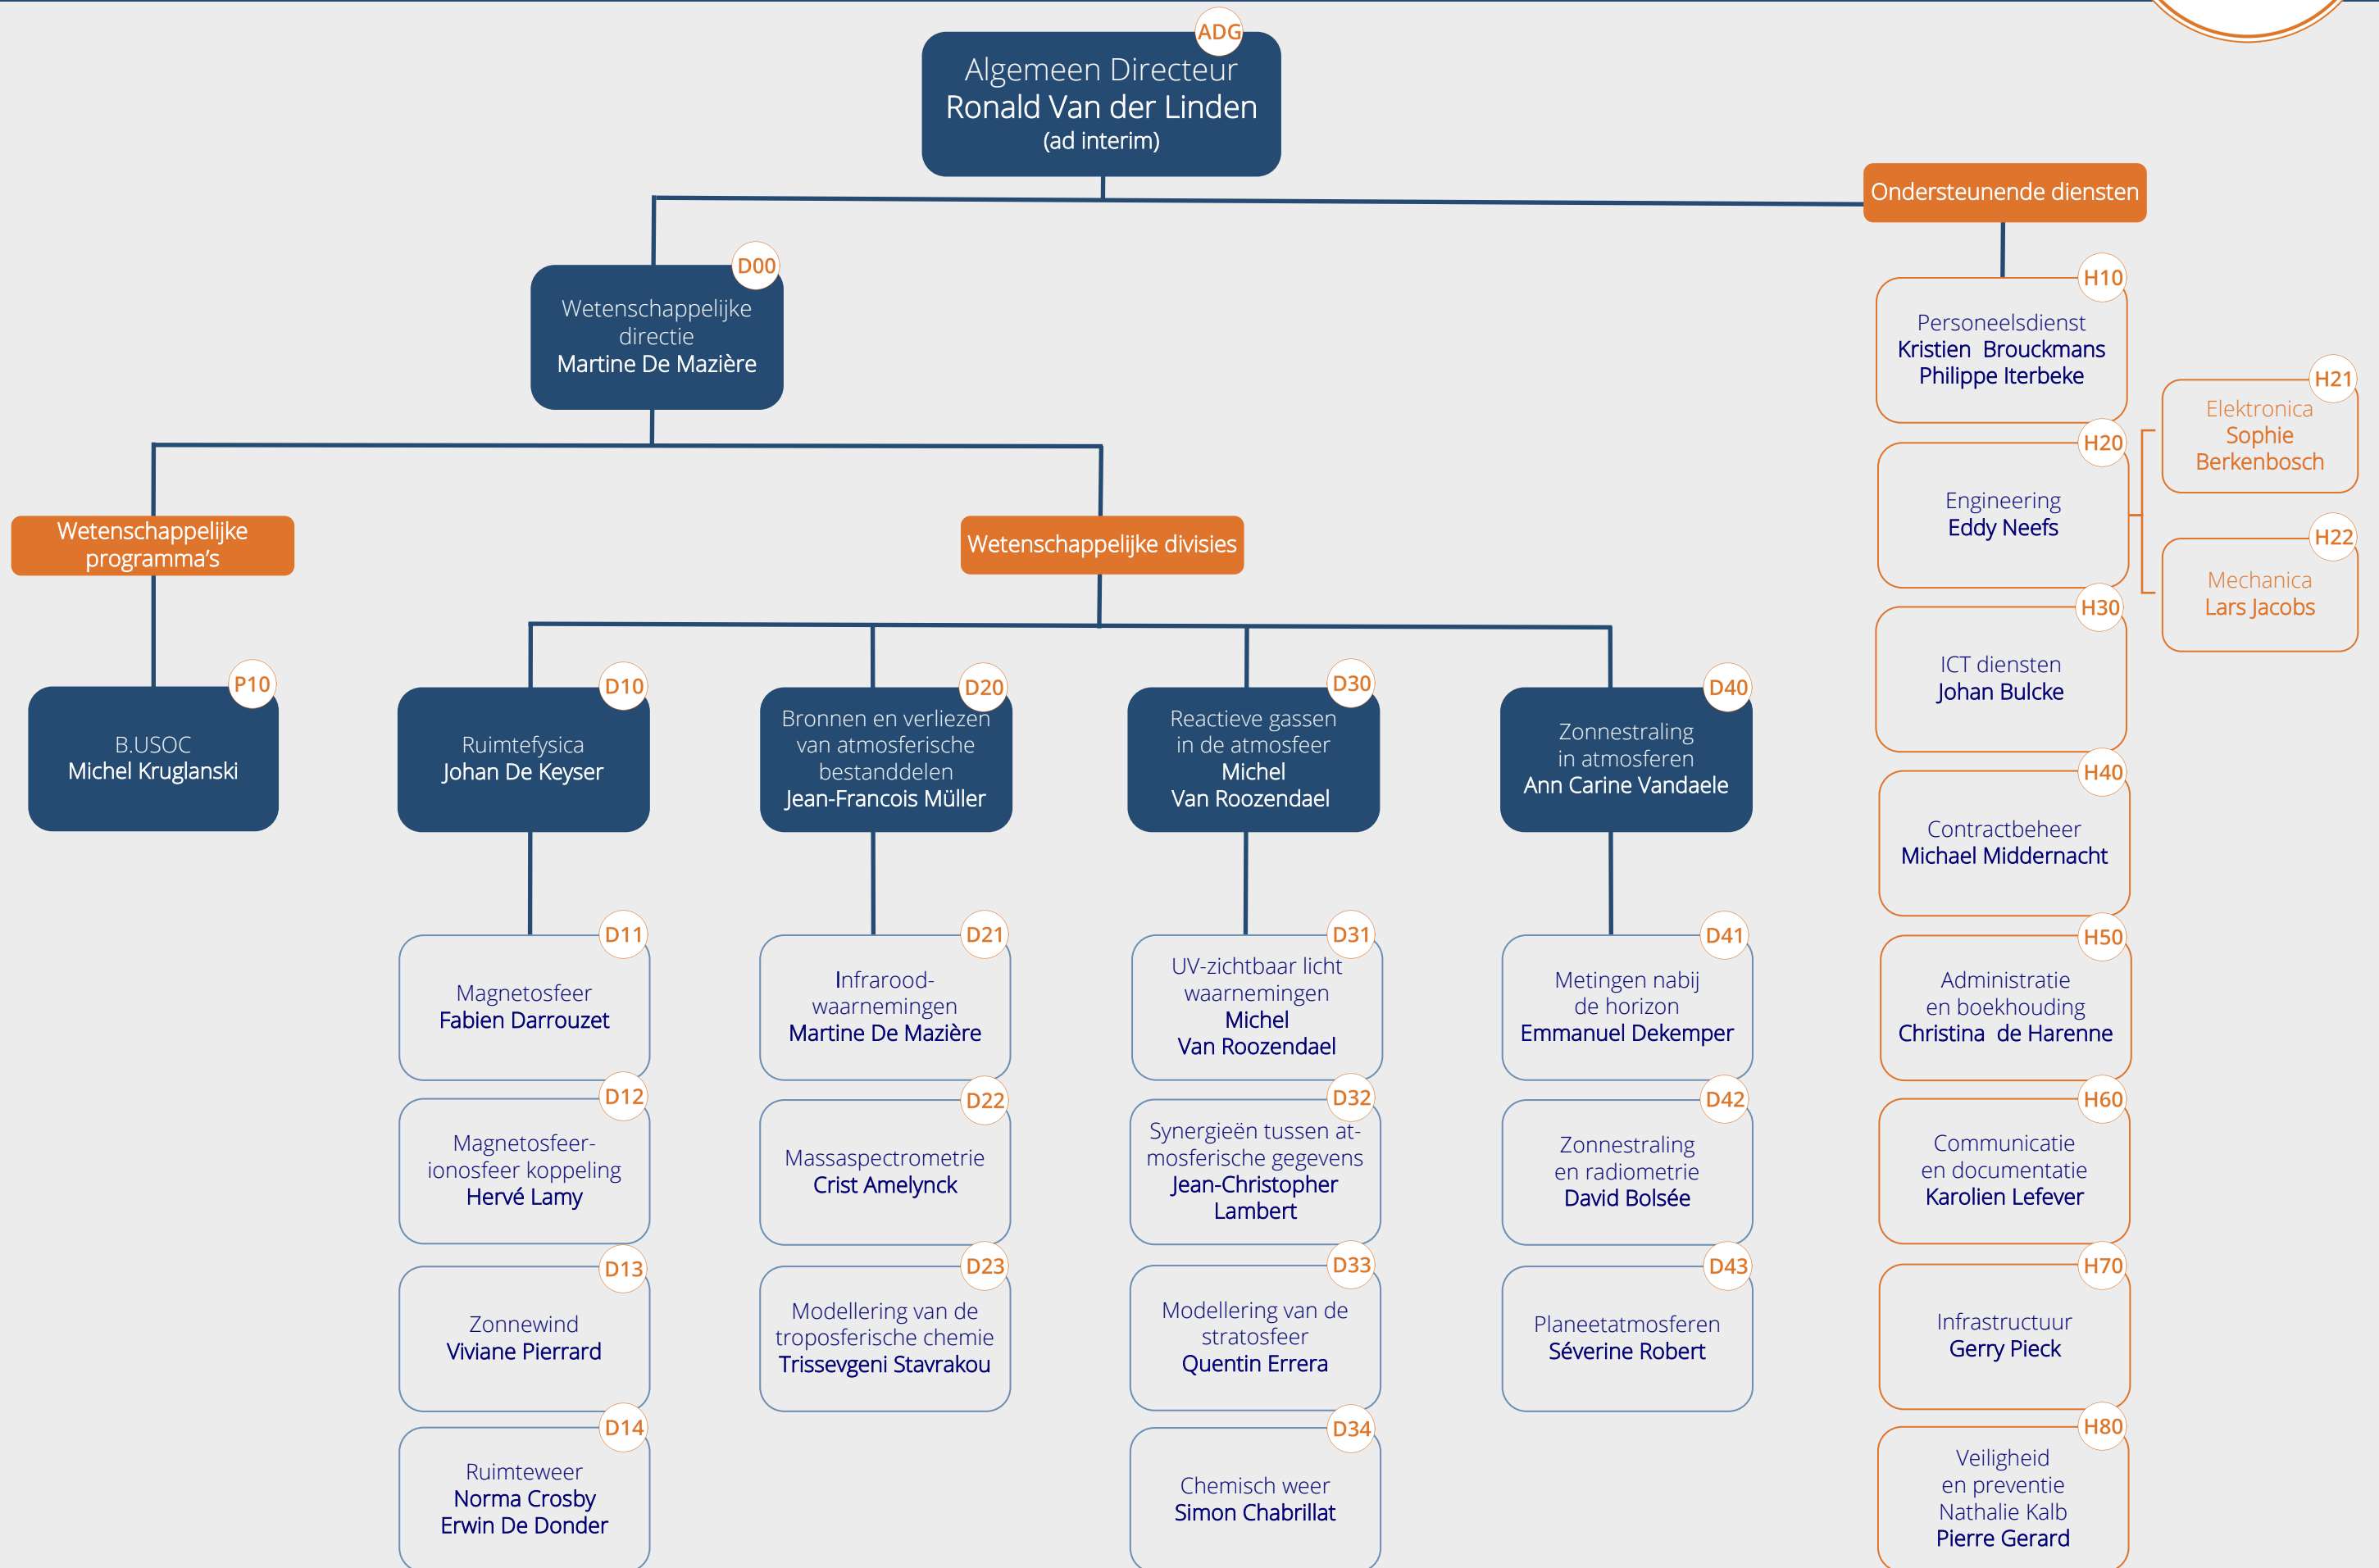 ADG
Algemeen Directeur
Ronald Van der Linden
(ad interim)
Ondersteunende diensten
D00
Wetenschappelijke
directie
Martine De Mazière
Wetenschappelijke
programma's
Wetenschappelijke divisies
P10
B.USOC
Michel Kruglanski
D10
Ruimtefysica
Johan De Keyser
D20
Bronnen en verliezen
van atmosferische
bestanddelen
Jean-Francois Müller
D30
Reactieve gassen
in de atmosfeer
Michel
Van Roozendael
D40
Zonnestraling
in atmosferen
Ann Carine Vandaele
D11
Magnetosfeer
Fabien Darrouzet
D12
Magnetosfeer-
ionosfeer koppeling
Hervé Lamy
D13
Zonnewind
Viviane Pierrard
D14
Ruimteweer
Norma Crosby
Erwin De Donder
D21
Infrarood-
waarnemingen
Martine De Mazière
D22
Massaspectrometrie
Crist Amelynck
D23
Modellering van de
troposferische chemie
Trissevgeni Stavrakou
D31
UV-zichtbaar licht
waarnemingen
Michel
Van Roozendael
D32
Synergieën tussen at-
mosferische gegevens
Jean-Christopher
Lambert
D33
Modellering van de
stratosfeer
Quentin Errera
D34
Chemisch weer
Simon Chabrillat
D41
Metingen nabij
de horizon
Emmanuel Dekemper
D42
Zonnestraling
en radiometrie
David Bolsée
D43
Planeetatmosferen
Séverine Robert
H10
Personeelsdienst
Kristien Brouckmans
Philippe Iterbeke
H20
Engineering
Eddy Neefs
H21
Elektronica
Sophie
Berkenbosch
H22
Mechanica
Lars Jacobs
H30
ICT diensten
Johan Bulcke
H40
Contractbeheer
Michael Middernacht
H50
Administratie
en boekhouding
Christina de Harenne
H60
Communicatie
en documentatie
Karolien Lefever
H70
Infrastructuur
Gerry Pieck
H80
Veiligheid
en preventie
Nathalie Kalb
Pierre Gerard